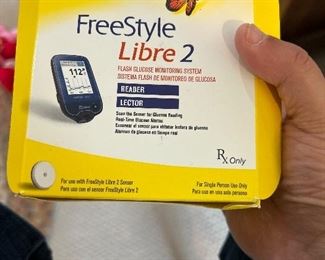 FreeStyle
Libre 2
FLASH GLUCOSE MONITORING SYSTEM
SISTEMA FLASH DE MONITOREO DE GLUCOSA
READER
LECTOR
112
Scan the Sensor for Glucose Reading
Real-Time Glucose Alarms
Escanear el sensor para obtener lectura de glucosa
Alarmas de glucosa en tiempo real
Rx Only
For use with FreeStyle Libre 2 Sensor
Para uso con el sensor FreeStyle Libre 2
For Single Person Use Only
Para uso en una sola persona